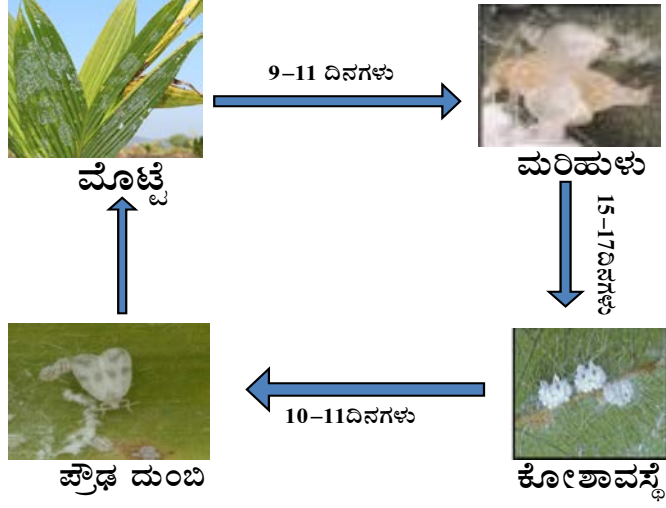 9–11 ದಿನಗಳು
ಮೊಟ್ಟೆ
ಮರಿಹುಳು
15–17ದಿನಗಳು
10–11ದಿನಗಳು
ಪ್ರೌಢ ದುಂಬಿ
ಕೋಶಾವಸ್ಥೆ